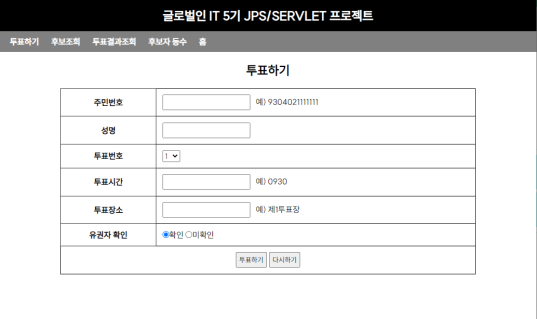 글로벌인 IT 5기 JPS/SERVLET 프로젝트
투표하기 후보조회 투표결과조회 후보자 등수 홈
투표하기
주민번호 예) 9304021111111
성명
투표번호 1
투표시간 예) 0930
투표장소 예) 제1투표장
유권자 확인 확인 미확인
투표하기 다시하기